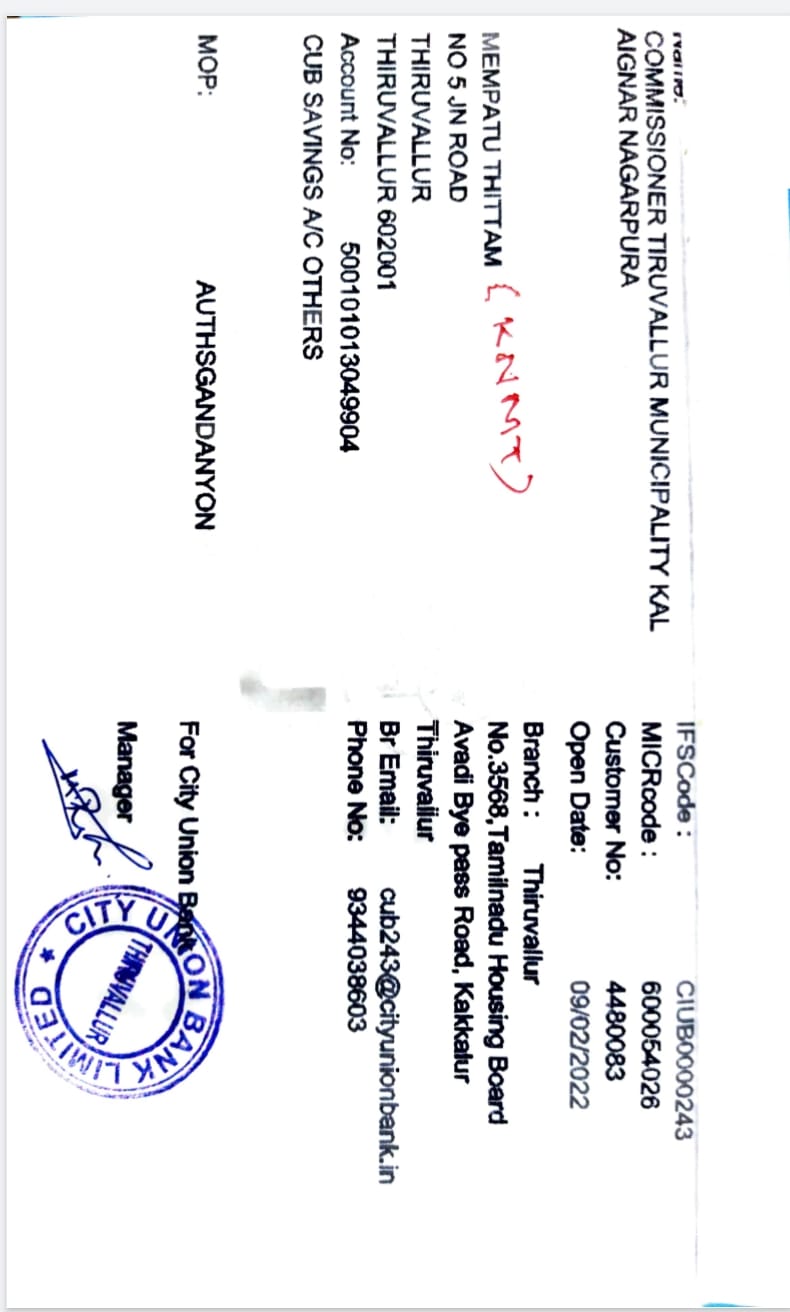 Name:
COMMISSIONER TIRUVALLUR MUNICIPALITY KAL
AIGNAR NAGARPURA
MEMPATU THITTAM (KNMT)
NO 5 JN ROAD
THIRUVALLUR
THIRUVALLUR 602001
Account No: 500101013049904
CUB SAVINGS A/C OTHERS
MOP: AUTHSGANDANYON
IFSCode : CIUB0000243
MICRcode : 600054026
Customer No: 4480083
Open Date: 09/02/2022
Branch : Thiruvallur
No.3568,Tamilnadu Housing Board
Avadi Bye pass Road, Kakkalur
Thiruvallur
Br Email: cub243@cityunionbank.in
Phone No: 9344038603
For City Union Bank
Manager
CITY UNION BANK LIMITED
THIRUVALLUR